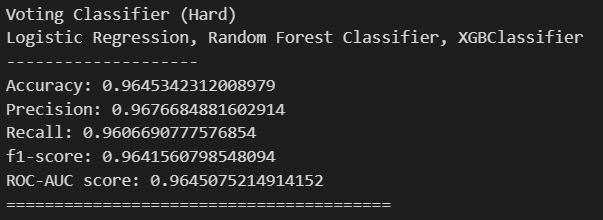 Voting Classifier (Hard)
Logistic Regression, Random Forest Classifier, XGBClassifier
--------------------
Accuracy: 0.9645342312008979
Precision: 0.9676684881602914
Recall: 0.9606690777576854
f1-score: 0.9641560798548094
ROC-AUC score: 0.9645075214914152
========================================